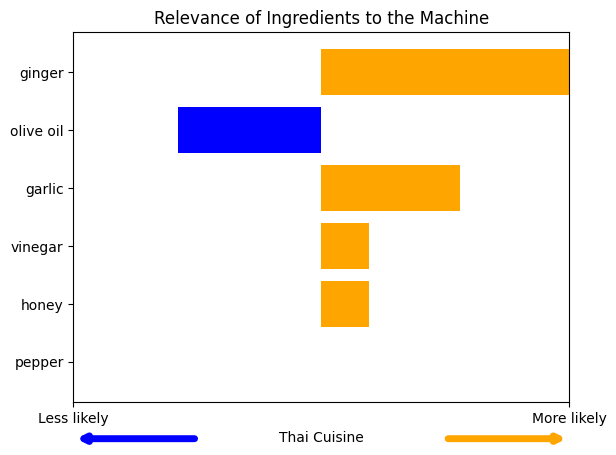 Relevance of Ingredients to the Machine
ginger
olive oil
garlic
vinegar
honey
pepper
Less likely More likely
Thai Cuisine